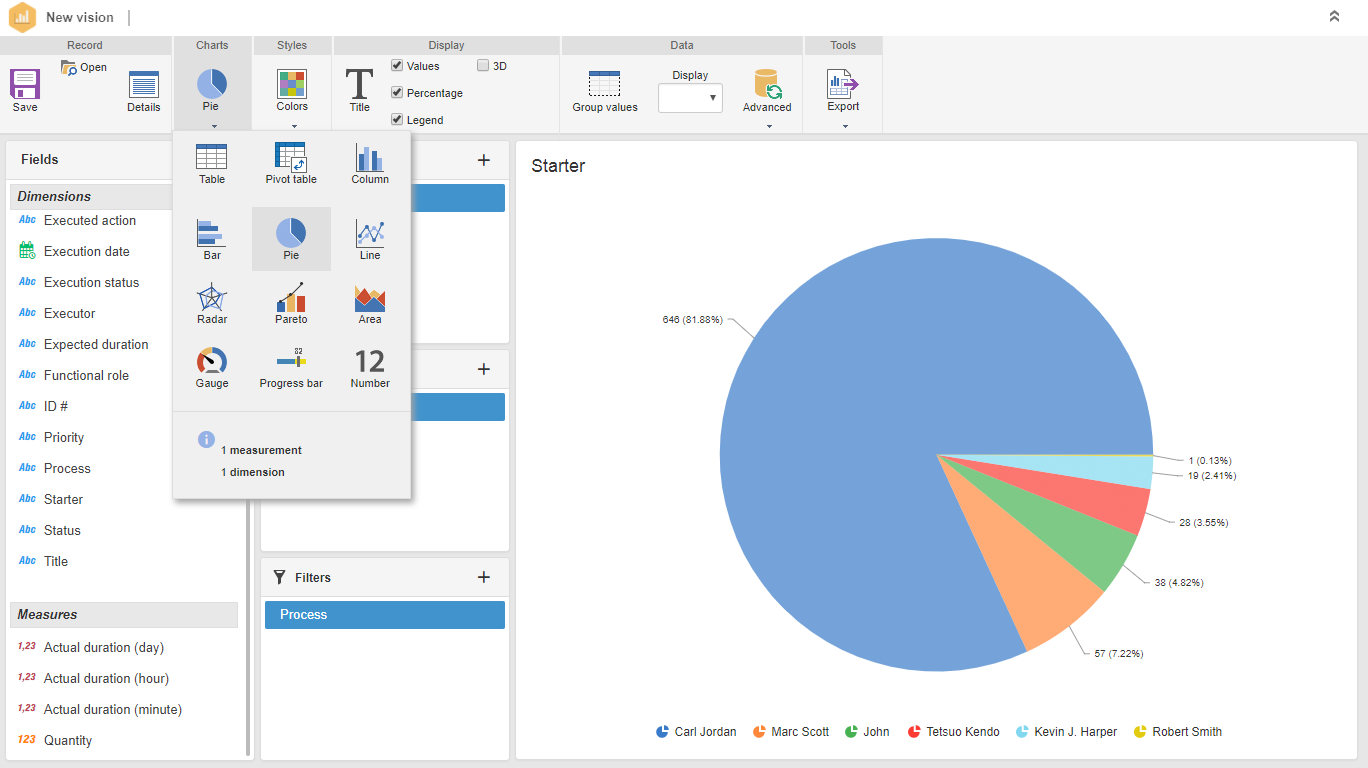 New vision
Record
Charts
Styles
Display
Data
Tools
Save
Open
Details
Pie
Colors
Title
Values
3D
Percentage
Legend
Group values
Display
Advanced
Export
Fields
Dimensions
Abc Executed action
Execution date
Abc Execution status
Abc Executor
Abc Expected duration
Abc Functional role
Abc ID #
Abc Priority
Abc Process
Abc Starter
Abc Status
Abc Title
Measures
1,23 Actual duration (day)
1,23 Actual duration (hour)
1,23 Actual duration (minute)
123 Quantity
Table
Pivot table
Column
Bar
Pie
Line
Radar
Pareto
Area
Gauge
82
Progress bar
12
Number
1 measurement
1 dimension
+
+
Filters +
Process
Starter
646 (81.88%)
1 (0.13%)
19 (2.41%)
28 (3.55%)
38 (4.82%)
57 (7.22%)
Carl Jordan Marc Scott John Tetsuo Kendo Kevin J. Harper Robert Smith